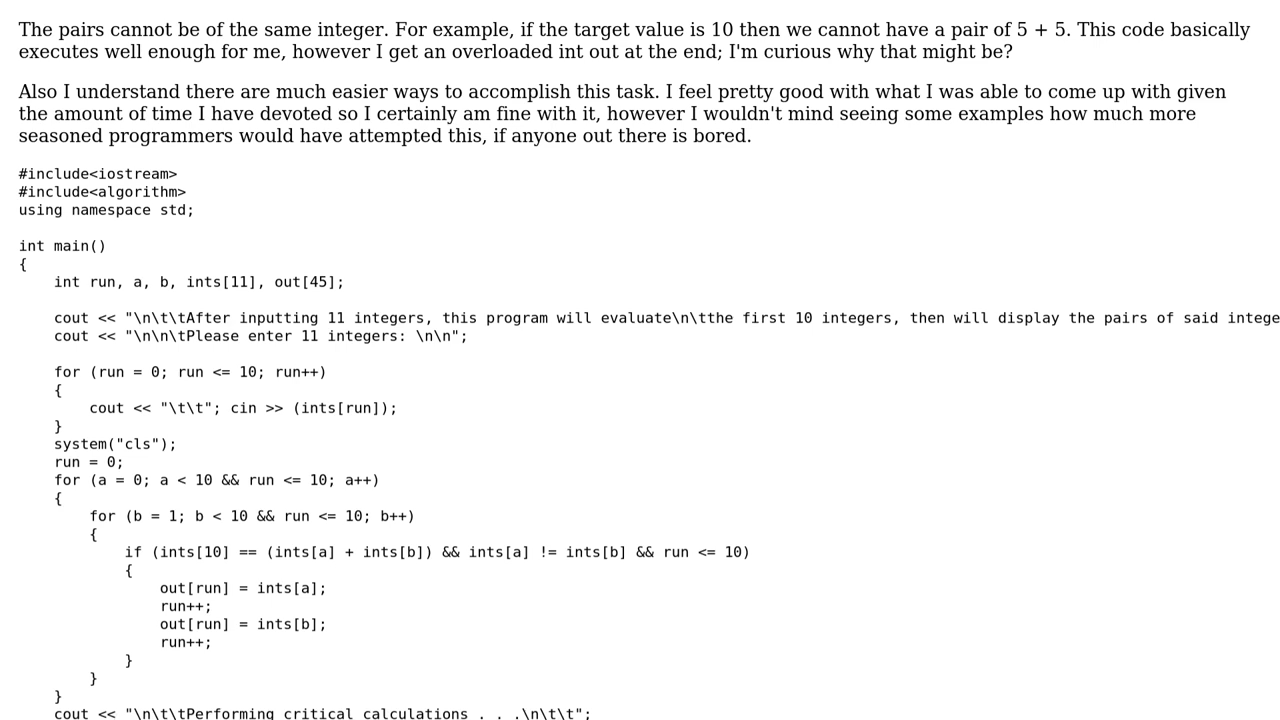 The pairs cannot be of the same integer. For example, if the target value is 10 then we cannot have a pair of 5 + 5. This code basically
executes well enough for me, however I get an overloaded int out at the end; I'm curious why that might be?
Also I understand there are much easier ways to accomplish this task. I feel pretty good with what I was able to come up with given
the amount of time I have devoted so I certainly am fine with it, however I wouldn't mind seeing some examples how much more
seasoned programmers would have attempted this, if anyone out there is bored.
#include<iostream>
#include<algorithm>
using namespace std;
int main()
{
    int run, a, b, ints[11], out[45];
    cout << "\n\t\tAfter inputting 11 integers, this program will evaluate\n\tthe first 10 integers, then will display the pairs of said intege
    cout << "\n\n\tPlease enter 11 integers: \n\n";
    for (run = 0; run <= 10; run++)
    {
        cout << "\t\t"; cin >> (ints[run]);
    }
    system("cls");
    run = 0;
    for (a = 0; a < 10 && run <= 10; a++)
    {
        for (b = 1; b < 10 && run <= 10; b++)
        {
            if (ints[10] == (ints[a] + ints[b]) && ints[a] != ints[b] && run <= 10)
            {
                out[run] = ints[a];
                run++;
                out[run] = ints[b];
                run++;
            }
        }
    }
    cout << "\n\t\tPerforming critical calculations . . .\n\t\t";